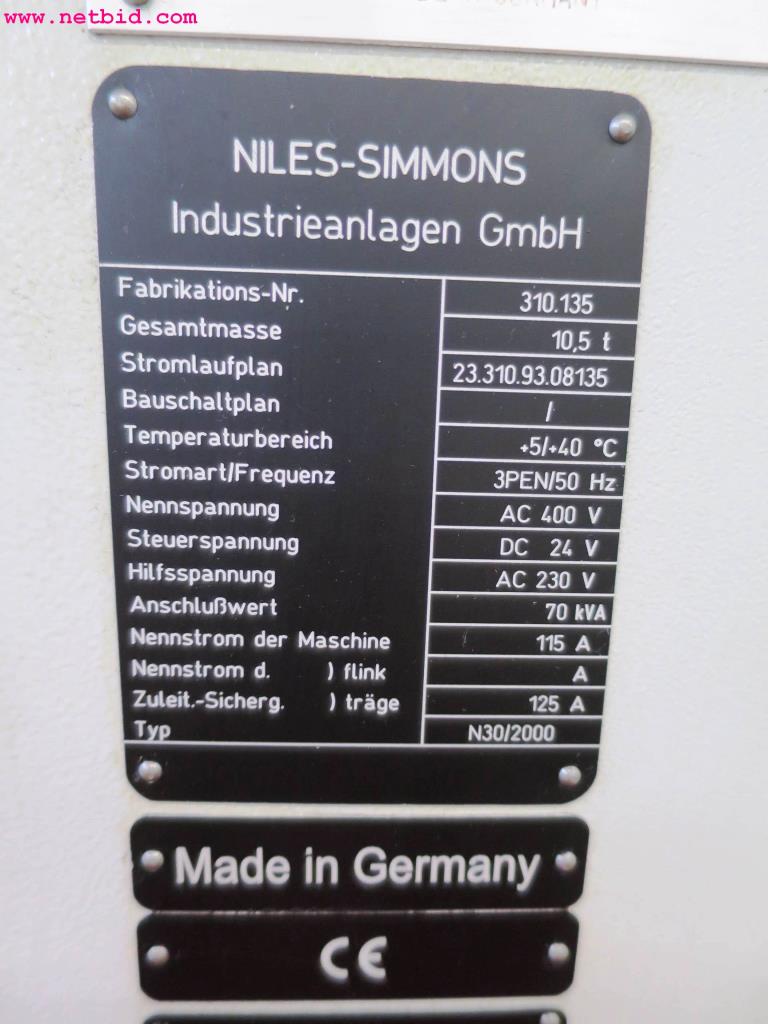 www.netbid.com
GERMANY
NILES-SIMMONS
Industrieanlagen GmbH
Fabrikations-Nr. 310.135
Gesamtmasse 10,5 t
Stromlaufplan 23.310.93.08135
Bauschaltplan /
Temperaturbereich +5/+40 °C
Stromart/Frequenz 3PEN/50 Hz
Nennspannung AC 400 V
Steuerspannung DC 24 V
Hilfsspannung AC 230 V
Anschlußwert 70 kVA
Nennstrom der Maschine 115 A
Nennstrom d. ) flink A
Zuleit.-Sicherg. ) träge 125 A
Typ N30/2000
Made in Germany
CE